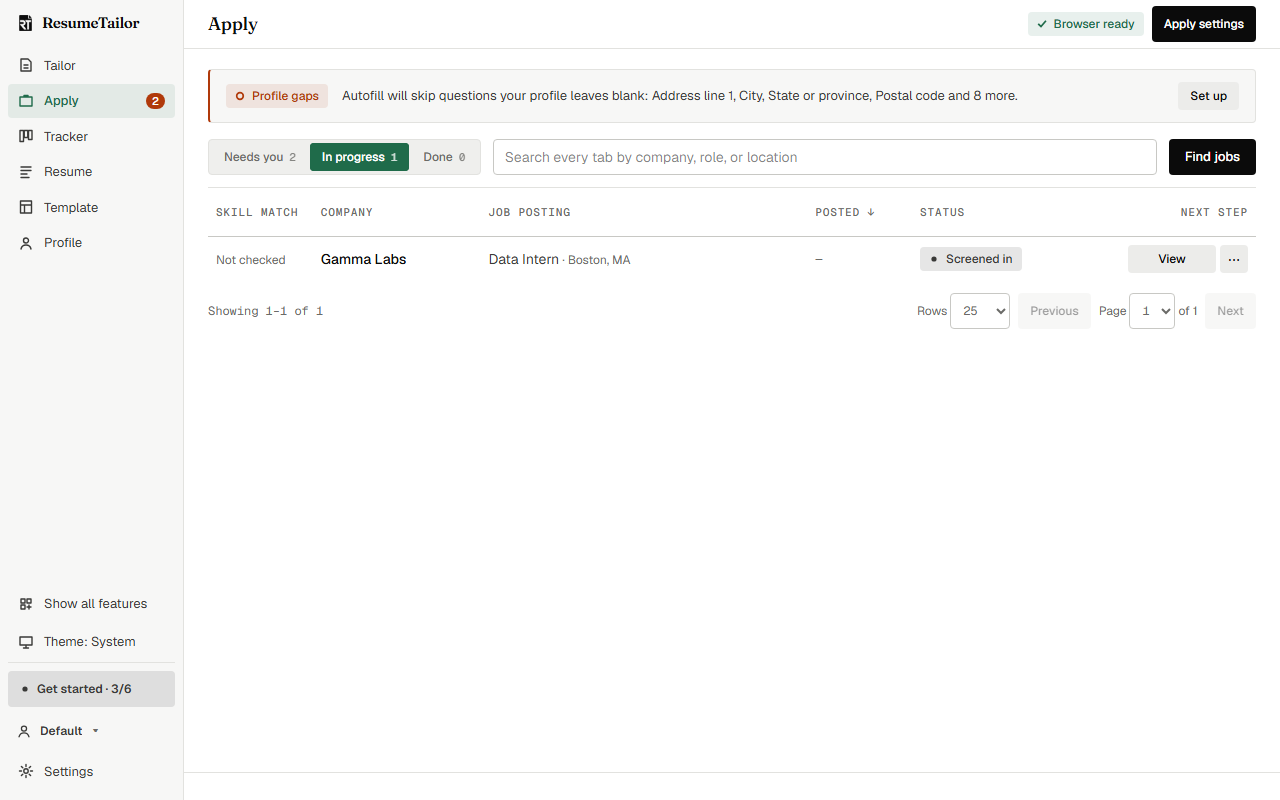 ResumeTailor
Tailor
Apply 2
Tracker
Resume
Template
Profile
Show all features
Theme: System
Get started · 3/6
Default
Settings
Apply
Browser ready
Apply settings
Profile gaps Autofill will skip questions your profile leaves blank: Address line 1, City, State or province, Postal code and 8 more. Set up
Needs you 2 In progress 1 Done 0 Search every tab by company, role, or location Find jobs
SKILL MATCH COMPANY JOB POSTING POSTED ↓ STATUS NEXT STEP
Not checked Gamma Labs Data Intern · Boston, MA – Screened in View ...
Showing 1–1 of 1 Rows 25 Previous Page 1 of 1 Next